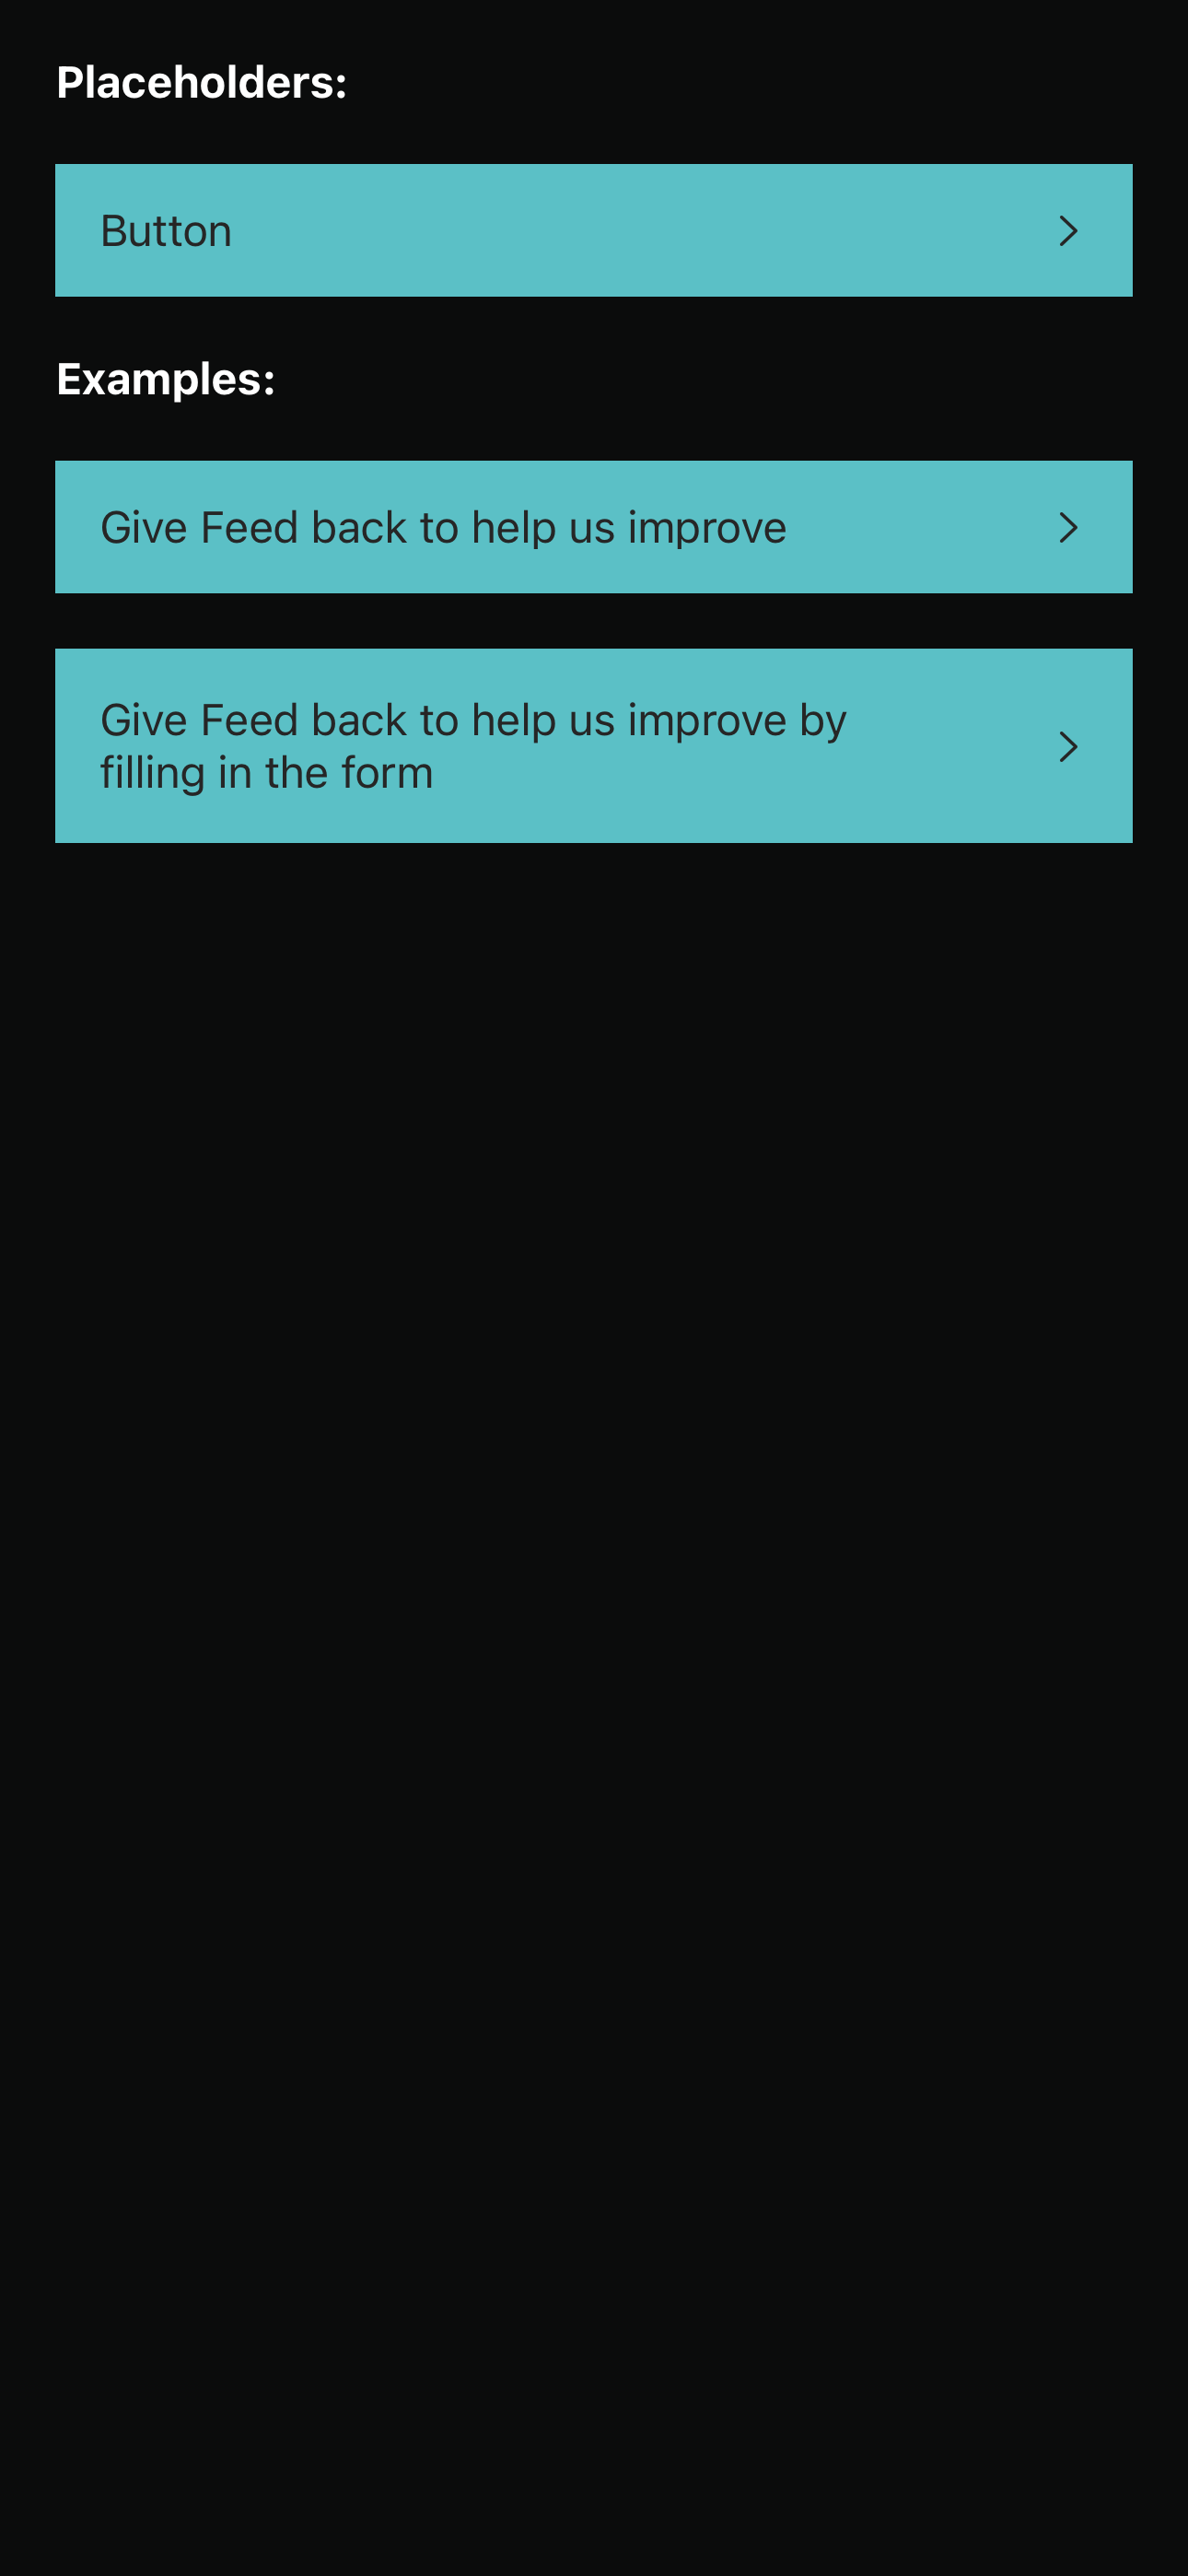 Placeholders:
Button
Examples:
Give Feed back to help us improve
Give Feed back to help us improve by
filling in the form